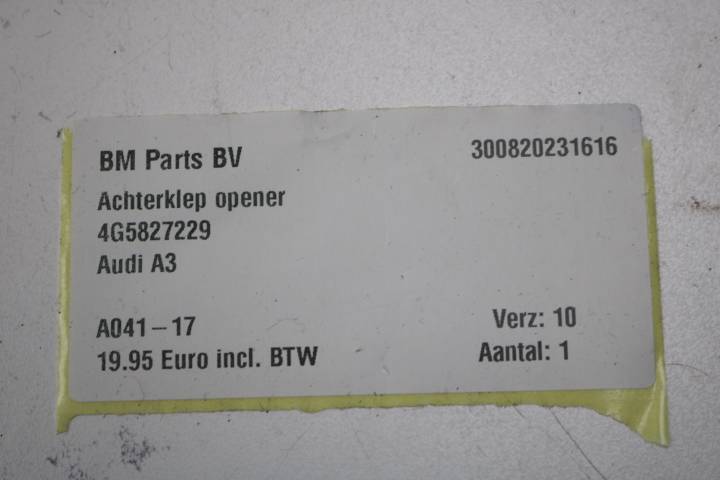 BM Parts BV 300820231616
Achterklep opener
4G5827229
Audi A3
A041-17 Verz: 10
19.95 Euro incl. BTW Aantal: 1